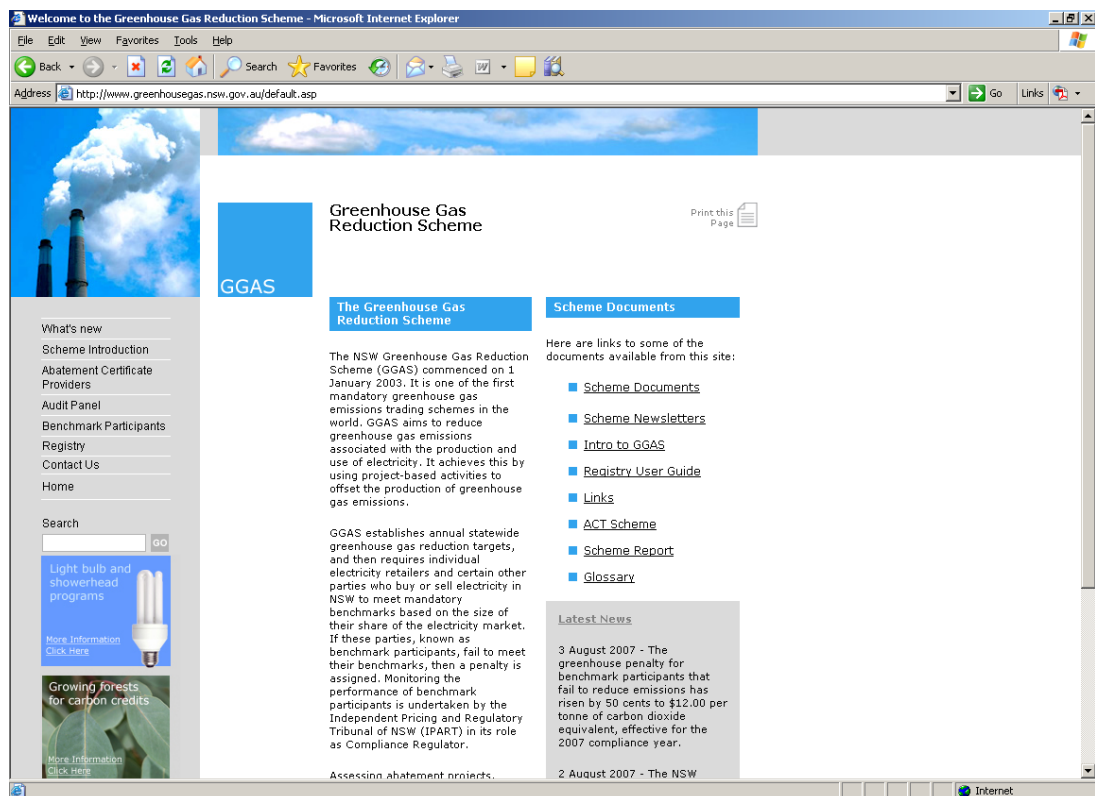 Welcome to the Greenhouse Gas Reduction Scheme - Microsoft Internet Explorer
File Edit View Favorites Tools Help
Back Search Favorites
Address http://www.greenhousegas.nsw.gov.au/default.asp Go Links
Greenhouse Gas
Reduction Scheme
Print this
Page
GGAS
What's new
Scheme Introduction
Abatement Certificate
Providers
Audit Panel
Benchmark Participants
Registry
Contact Us
Home
Search
GO
Light bulb and
showerhead
programs
More Information
Click Here
Growing forests
for carbon credits
More Information
Click Here
The Greenhouse Gas
Reduction Scheme
The NSW Greenhouse Gas Reduction
Scheme (GGAS) commenced on 1
January 2003. It is one of the first
mandatory greenhouse gas
emissions trading schemes in the
world. GGAS aims to reduce
greenhouse gas emissions
associated with the production and
use of electricity. It achieves this by
using project-based activities to
offset the production of greenhouse
gas emissions.
GGAS establishes annual statewide
greenhouse gas reduction targets,
and then requires individual
electricity retailers and certain other
parties who buy or sell electricity in
NSW to meet mandatory
benchmarks based on the size of
their share of the electricity market.
If these parties, known as
benchmark participants, fail to meet
their benchmarks, then a penalty is
assigned. Monitoring the
performance of benchmark
participants is undertaken by the
Independent Pricing and Regulatory
Tribunal of NSW (IPART) in its role
as Compliance Regulator.
Assessing abatement projects,
Scheme Documents
Here are links to some of the
documents available from this site:
Scheme Documents
Scheme Newsletters
Intro to GGAS
Registry User Guide
Links
ACT Scheme
Scheme Report
Glossary
Latest News
3 August 2007 - The
greenhouse penalty for
benchmark participants that
fail to reduce emissions has
risen by 50 cents to $12.00 per
tonne of carbon dioxide
equivalent, effective for the
2007 compliance year.
2 August 2007 - The NSW
Internet